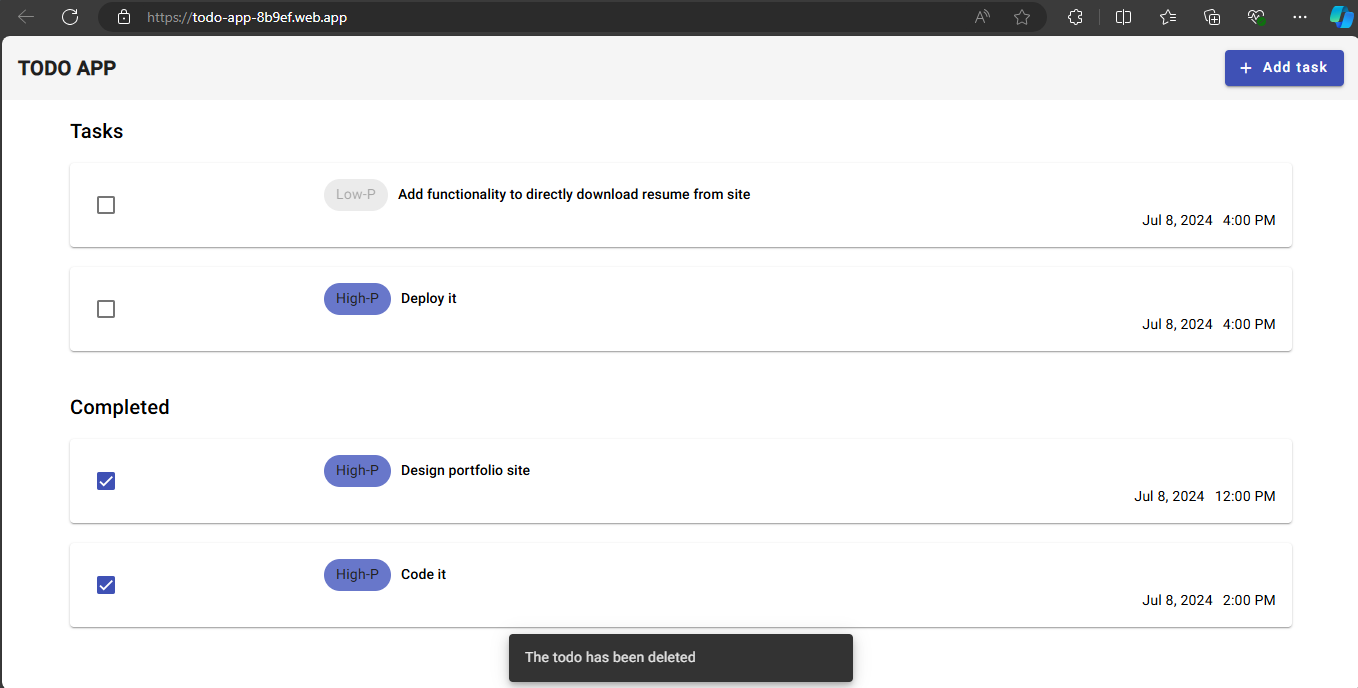 https://todo-app-8b9ef.web.app
TODO APP
+ Add task
Tasks
Low-P Add functionality to directly download resume from site
Jul 8, 2024 4:00 PM
High-P Deploy it
Jul 8, 2024 4:00 PM
Completed
High-P Design portfolio site
Jul 8, 2024 12:00 PM
High-P Code it
Jul 8, 2024 2:00 PM
The todo has been deleted